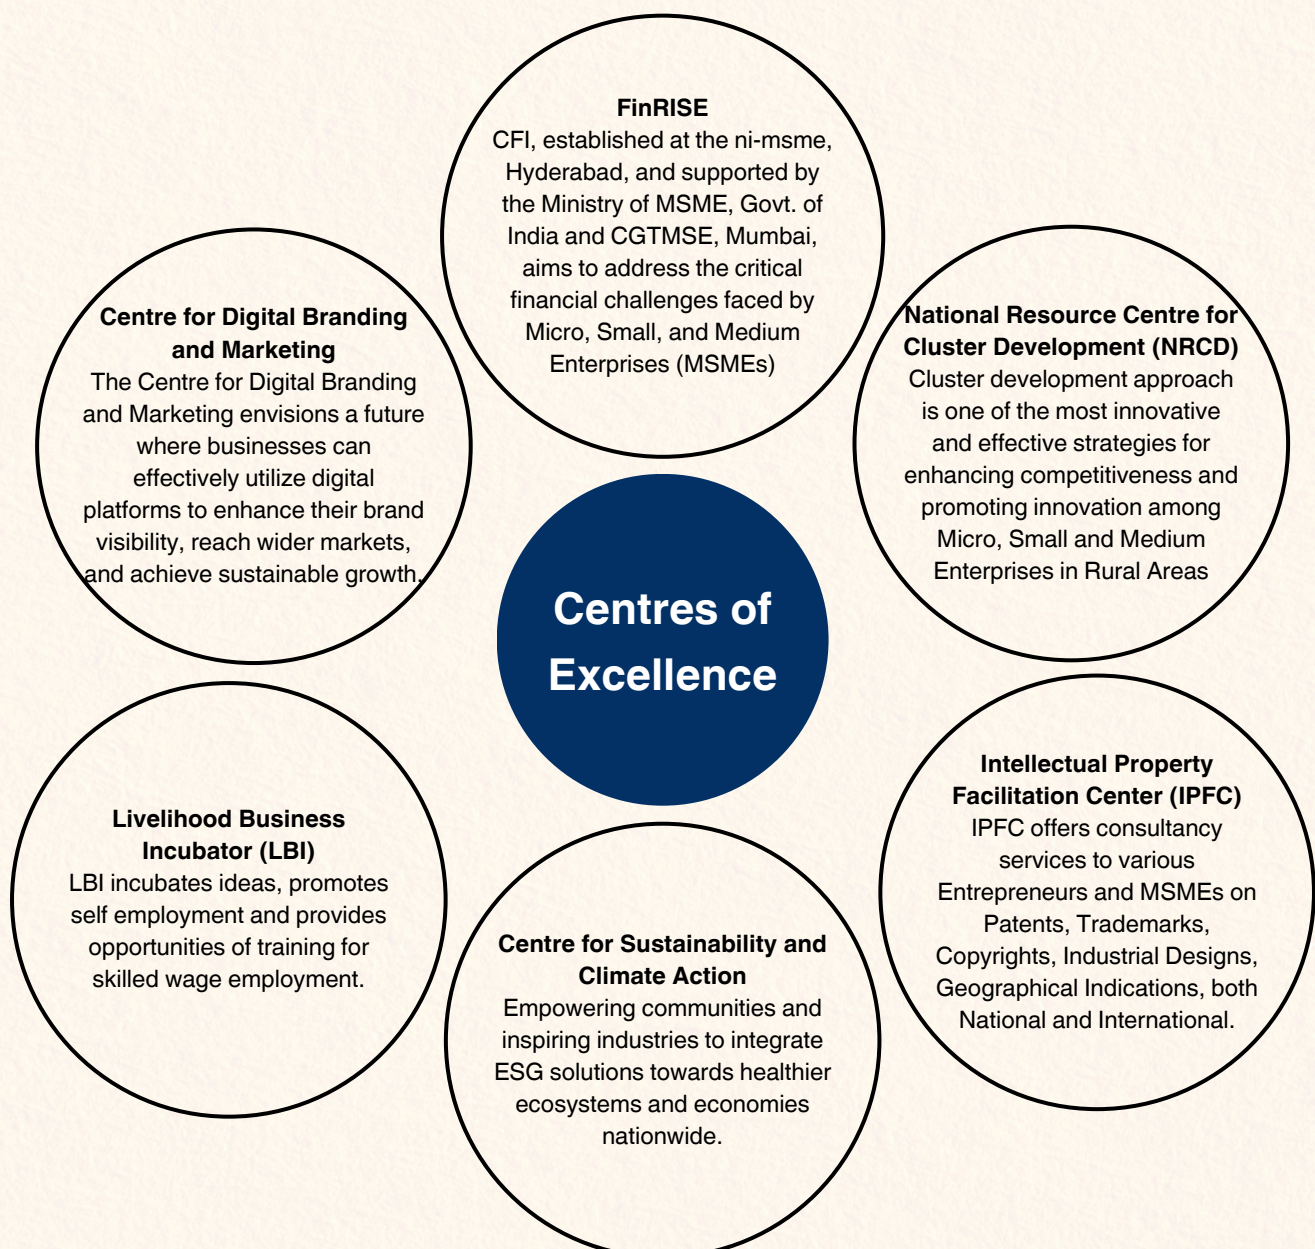 FinRISE
CFI, established at the ni-msme,
Hyderabad, and supported by
the Ministry of MSME, Govt. of
India and CGTMSE, Mumbai,
aims to address the critical
financial challenges faced by
Micro, Small, and Medium
Enterprises (MSMEs)
Centre for Digital Branding
and Marketing
The Centre for Digital Branding
and Marketing envisions a future
where businesses can
effectively utilize digital
platforms to enhance their brand
visibility, reach wider markets,
and achieve sustainable growth.
National Resource Centre for
Cluster Development (NRCD)
Cluster development approach
is one of the most innovative
and effective strategies for
enhancing competitiveness and
promoting innovation among
Micro, Small and Medium
Enterprises in Rural Areas
Centres of
Excellence
Livelihood Business
Incubator (LBI)
LBI incubates ideas, promotes
self employment and provides
opportunities of training for
skilled wage employment.
Intellectual Property
Facilitation Center (IPFC)
IPFC offers consultancy
services to various
Entrepreneurs and MSMEs on
Patents, Trademarks,
Copyrights, Industrial Designs,
Geographical Indications, both
National and International.
Centre for Sustainability and
Climate Action
Empowering communities and
inspiring industries to integrate
ESG solutions towards healthier
ecosystems and economies
nationwide.